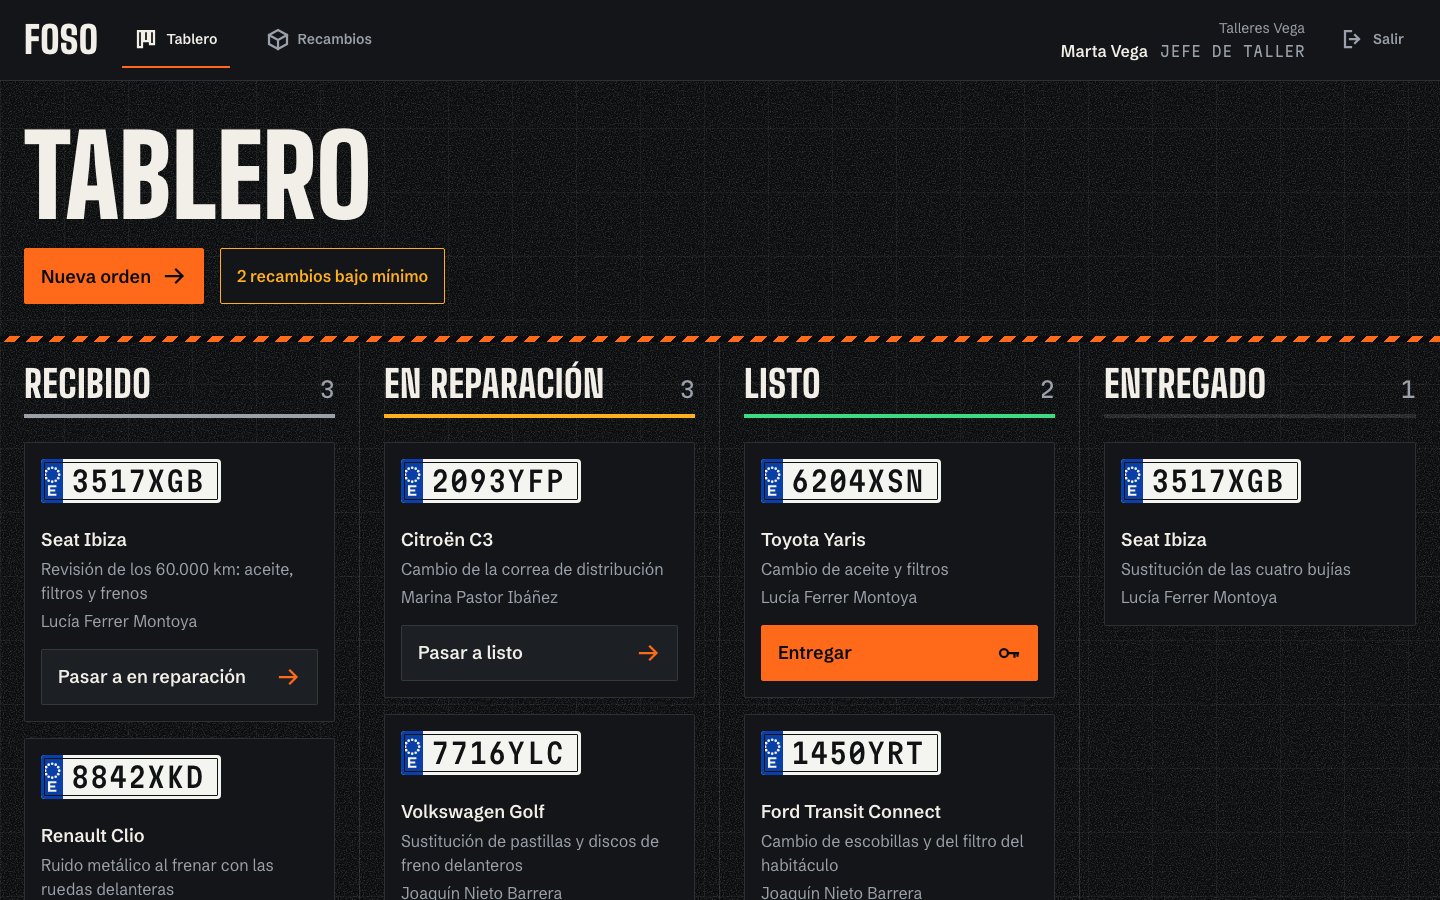 FOSO
Tablero
Recambios
Talleres Vega
Marta Vega JEFE DE TALLER
Salir
TABLERO
Nueva orden
2 recambios bajo mínimo
RECIBIDO 3
E 3517XGB
Seat Ibiza
Revisión de los 60.000 km: aceite,
filtros y frenos
Lucía Ferrer Montoya
Pasar a en reparación
E 8842XKD
Renault Clio
Ruido metálico al frenar con las
ruedas delanteras
EN REPARACIÓN 3
E 2093YFP
Citroën C3
Cambio de la correa de distribución
Marina Pastor Ibáñez
Pasar a listo
E 7716YLC
Volkswagen Golf
Sustitución de pastillas y discos de
freno delanteros
Joaquín Nieto Barrera
LISTO 2
E 6204XSN
Toyota Yaris
Cambio de aceite y filtros
Lucía Ferrer Montoya
Entregar
E 1450YRT
Ford Transit Connect
Cambio de escobillas y del filtro del
habitáculo
Joaquín Nieto Barrera
ENTREGADO 1
E 3517XGB
Seat Ibiza
Sustitución de las cuatro bujías
Lucía Ferrer Montoya